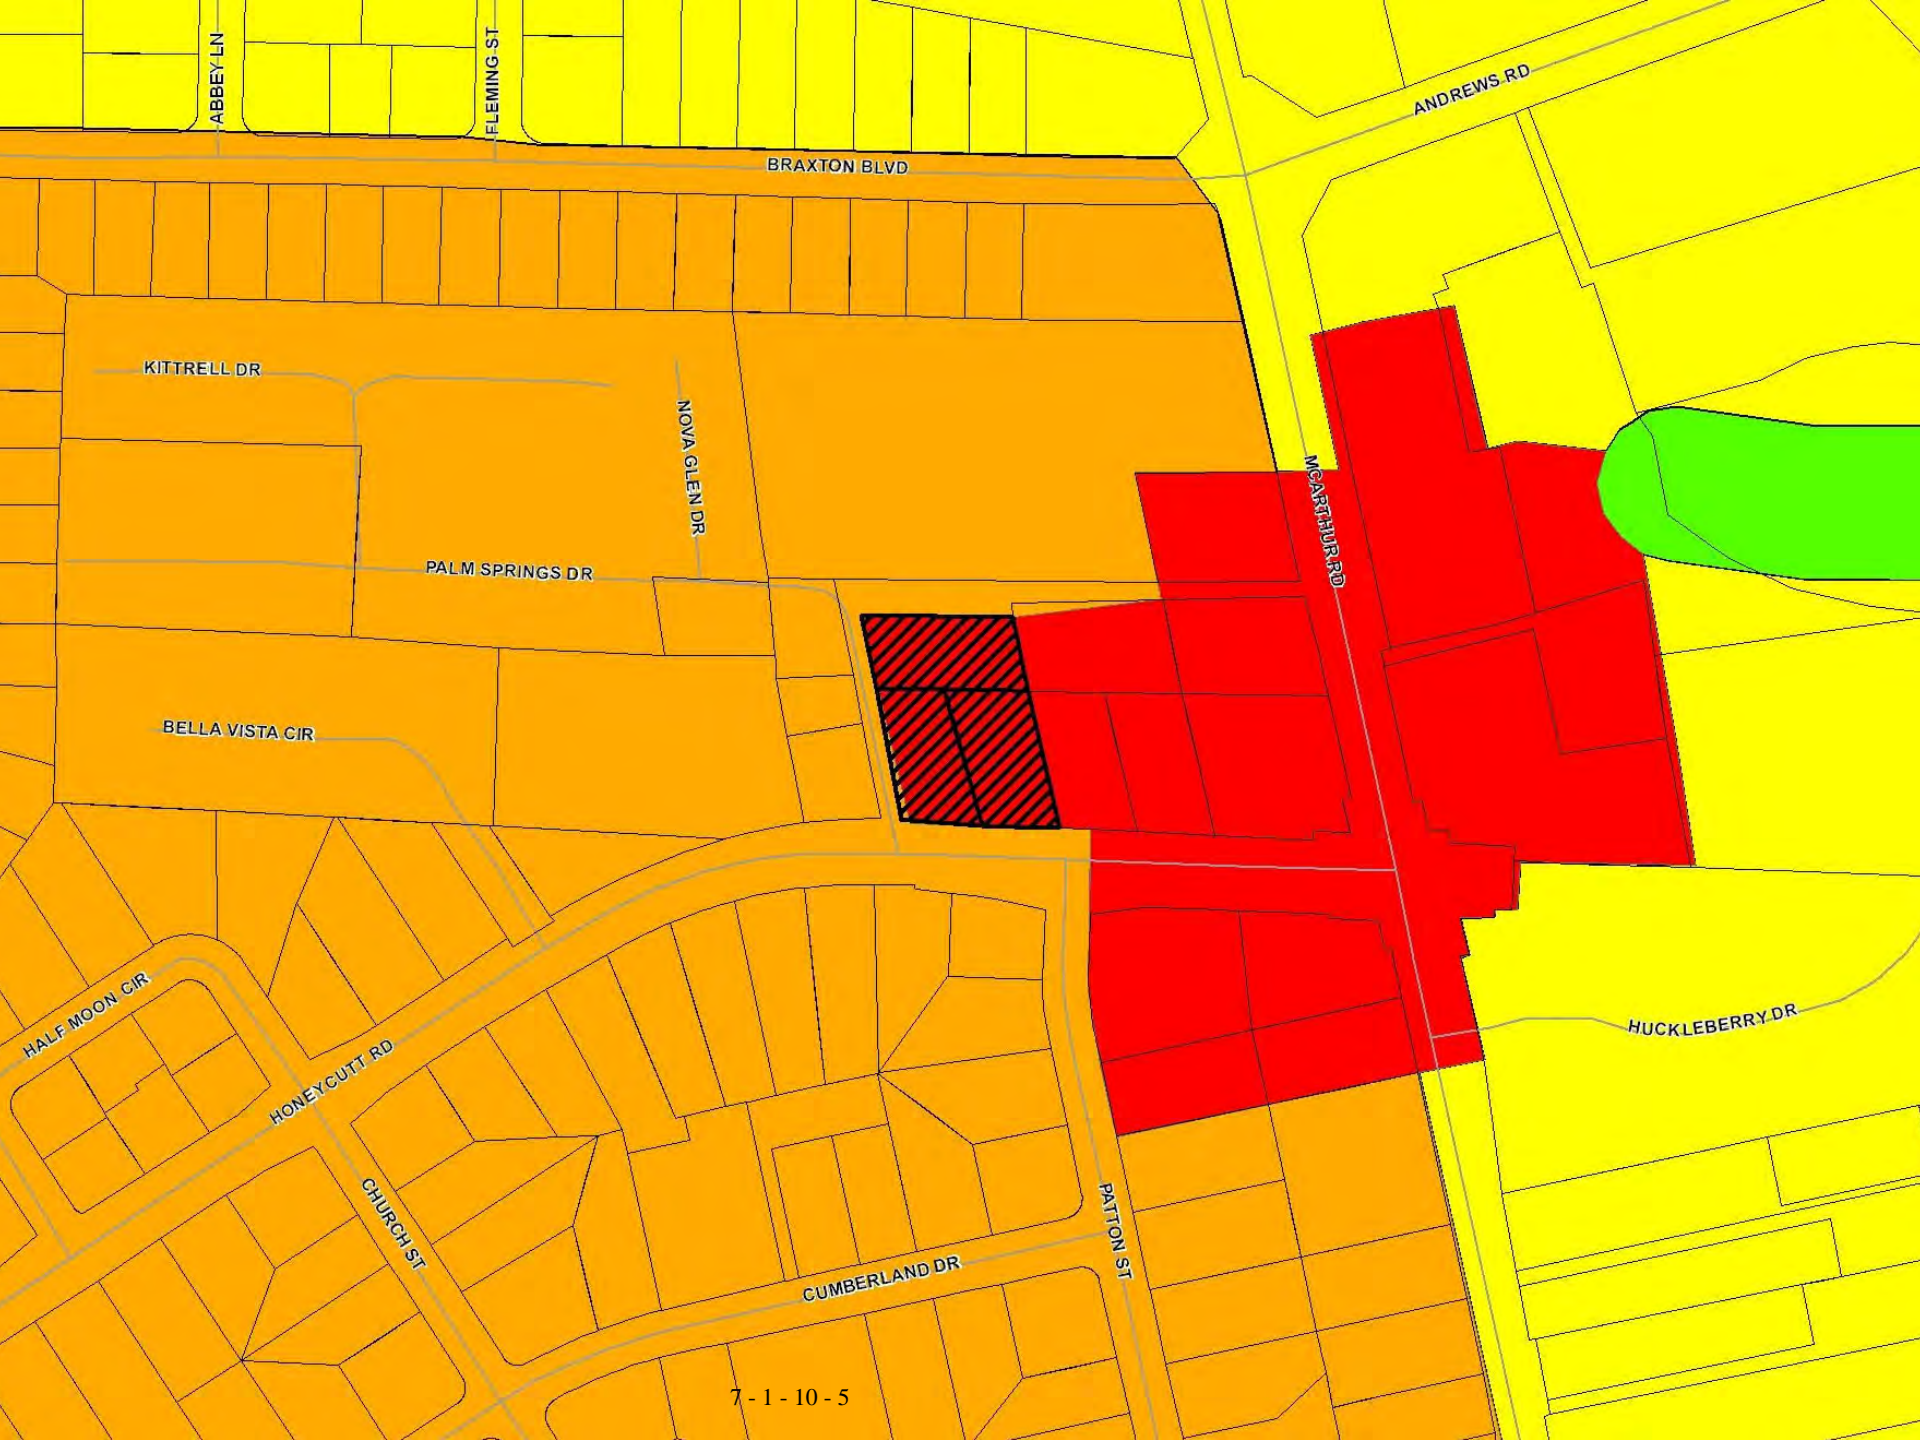 ABBEY LN
FLEMING ST
ANDREWS RD
BRAXTON BLVD
KITTRELL DR
NOVA GLEN DR
MCARTHUR RD
PALM SPRINGS DR
BELLA VISTA CIR
HALF MOON CIR
HONEYCUTT RD
HUCKLEBERRY DR
CHURCH ST
PATTON ST
CUMBERLAND DR
7 - 1 - 10 - 5